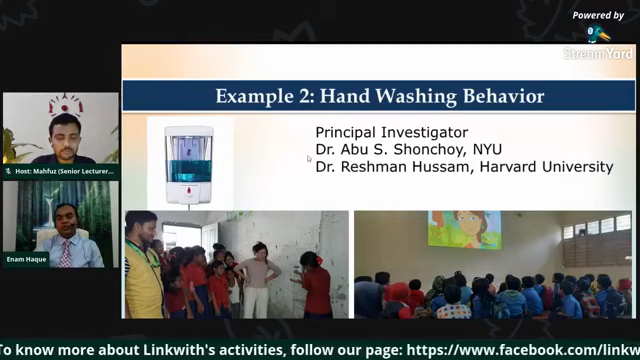 Powered by
StreamYard
Example 2: Hand Washing Behavior
Principal Investigator
Dr. Abu S. Shonchoy, NYU
Dr. Reshman Hussam, Harvard University
Host: Mahfuz (Senior Lecturer...
Enam Haque
To know more about Linkwith's activities, follow our page: https://www.facebook.com/linkw